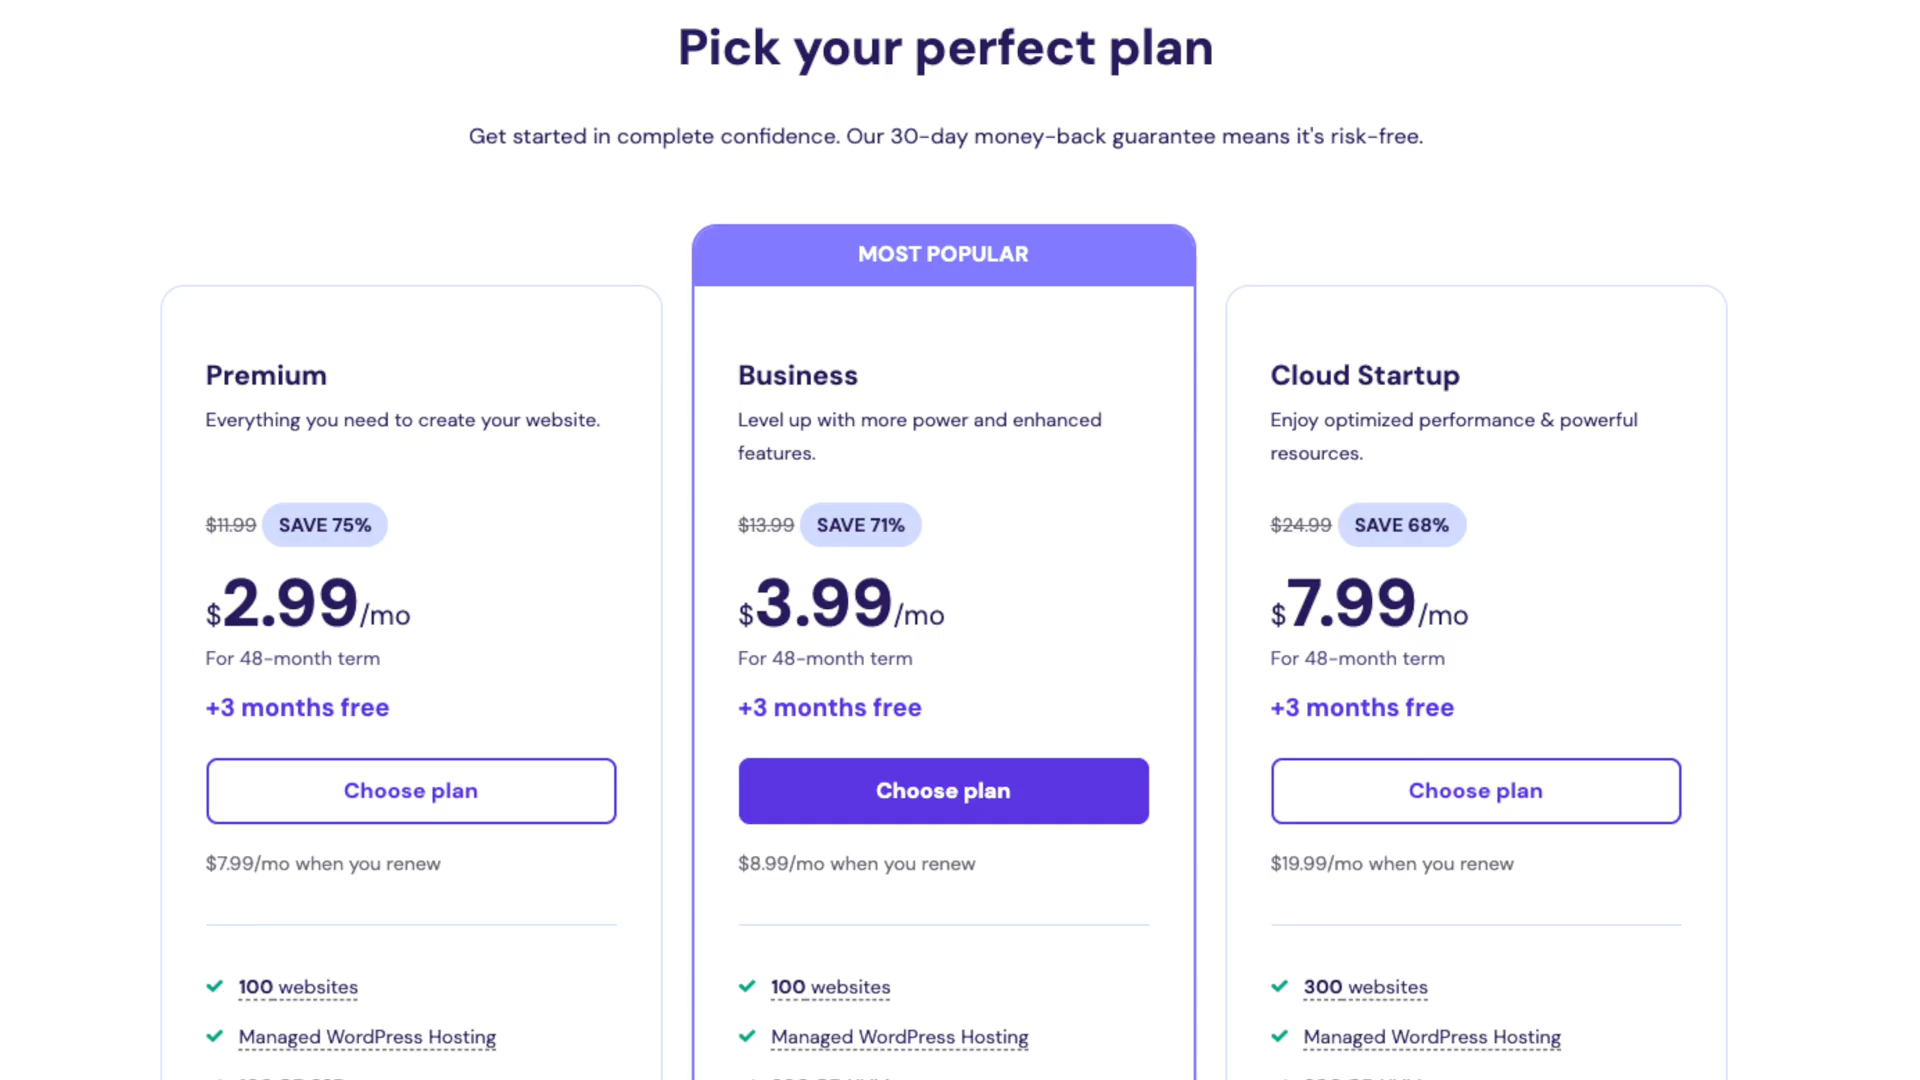 Pick your perfect plan
Get started in complete confidence. Our 30-day money-back guarantee means it's risk-free.
Premium
Everything you need to create your website.
$11.99 SAVE 75%
$2.99/mo
For 48-month term
+3 months free
Choose plan
$7.99/mo when you renew
100 websites
Managed WordPress Hosting
MOST POPULAR
Business
Level up with more power and enhanced
features.
$13.99 SAVE 71%
$3.99/mo
For 48-month term
+3 months free
Choose plan
$8.99/mo when you renew
100 websites
Managed WordPress Hosting
Cloud Startup
Enjoy optimized performance & powerful
resources.
$24.99 SAVE 68%
$7.99/mo
For 48-month term
+3 months free
Choose plan
$19.99/mo when you renew
300 websites
Managed WordPress Hosting